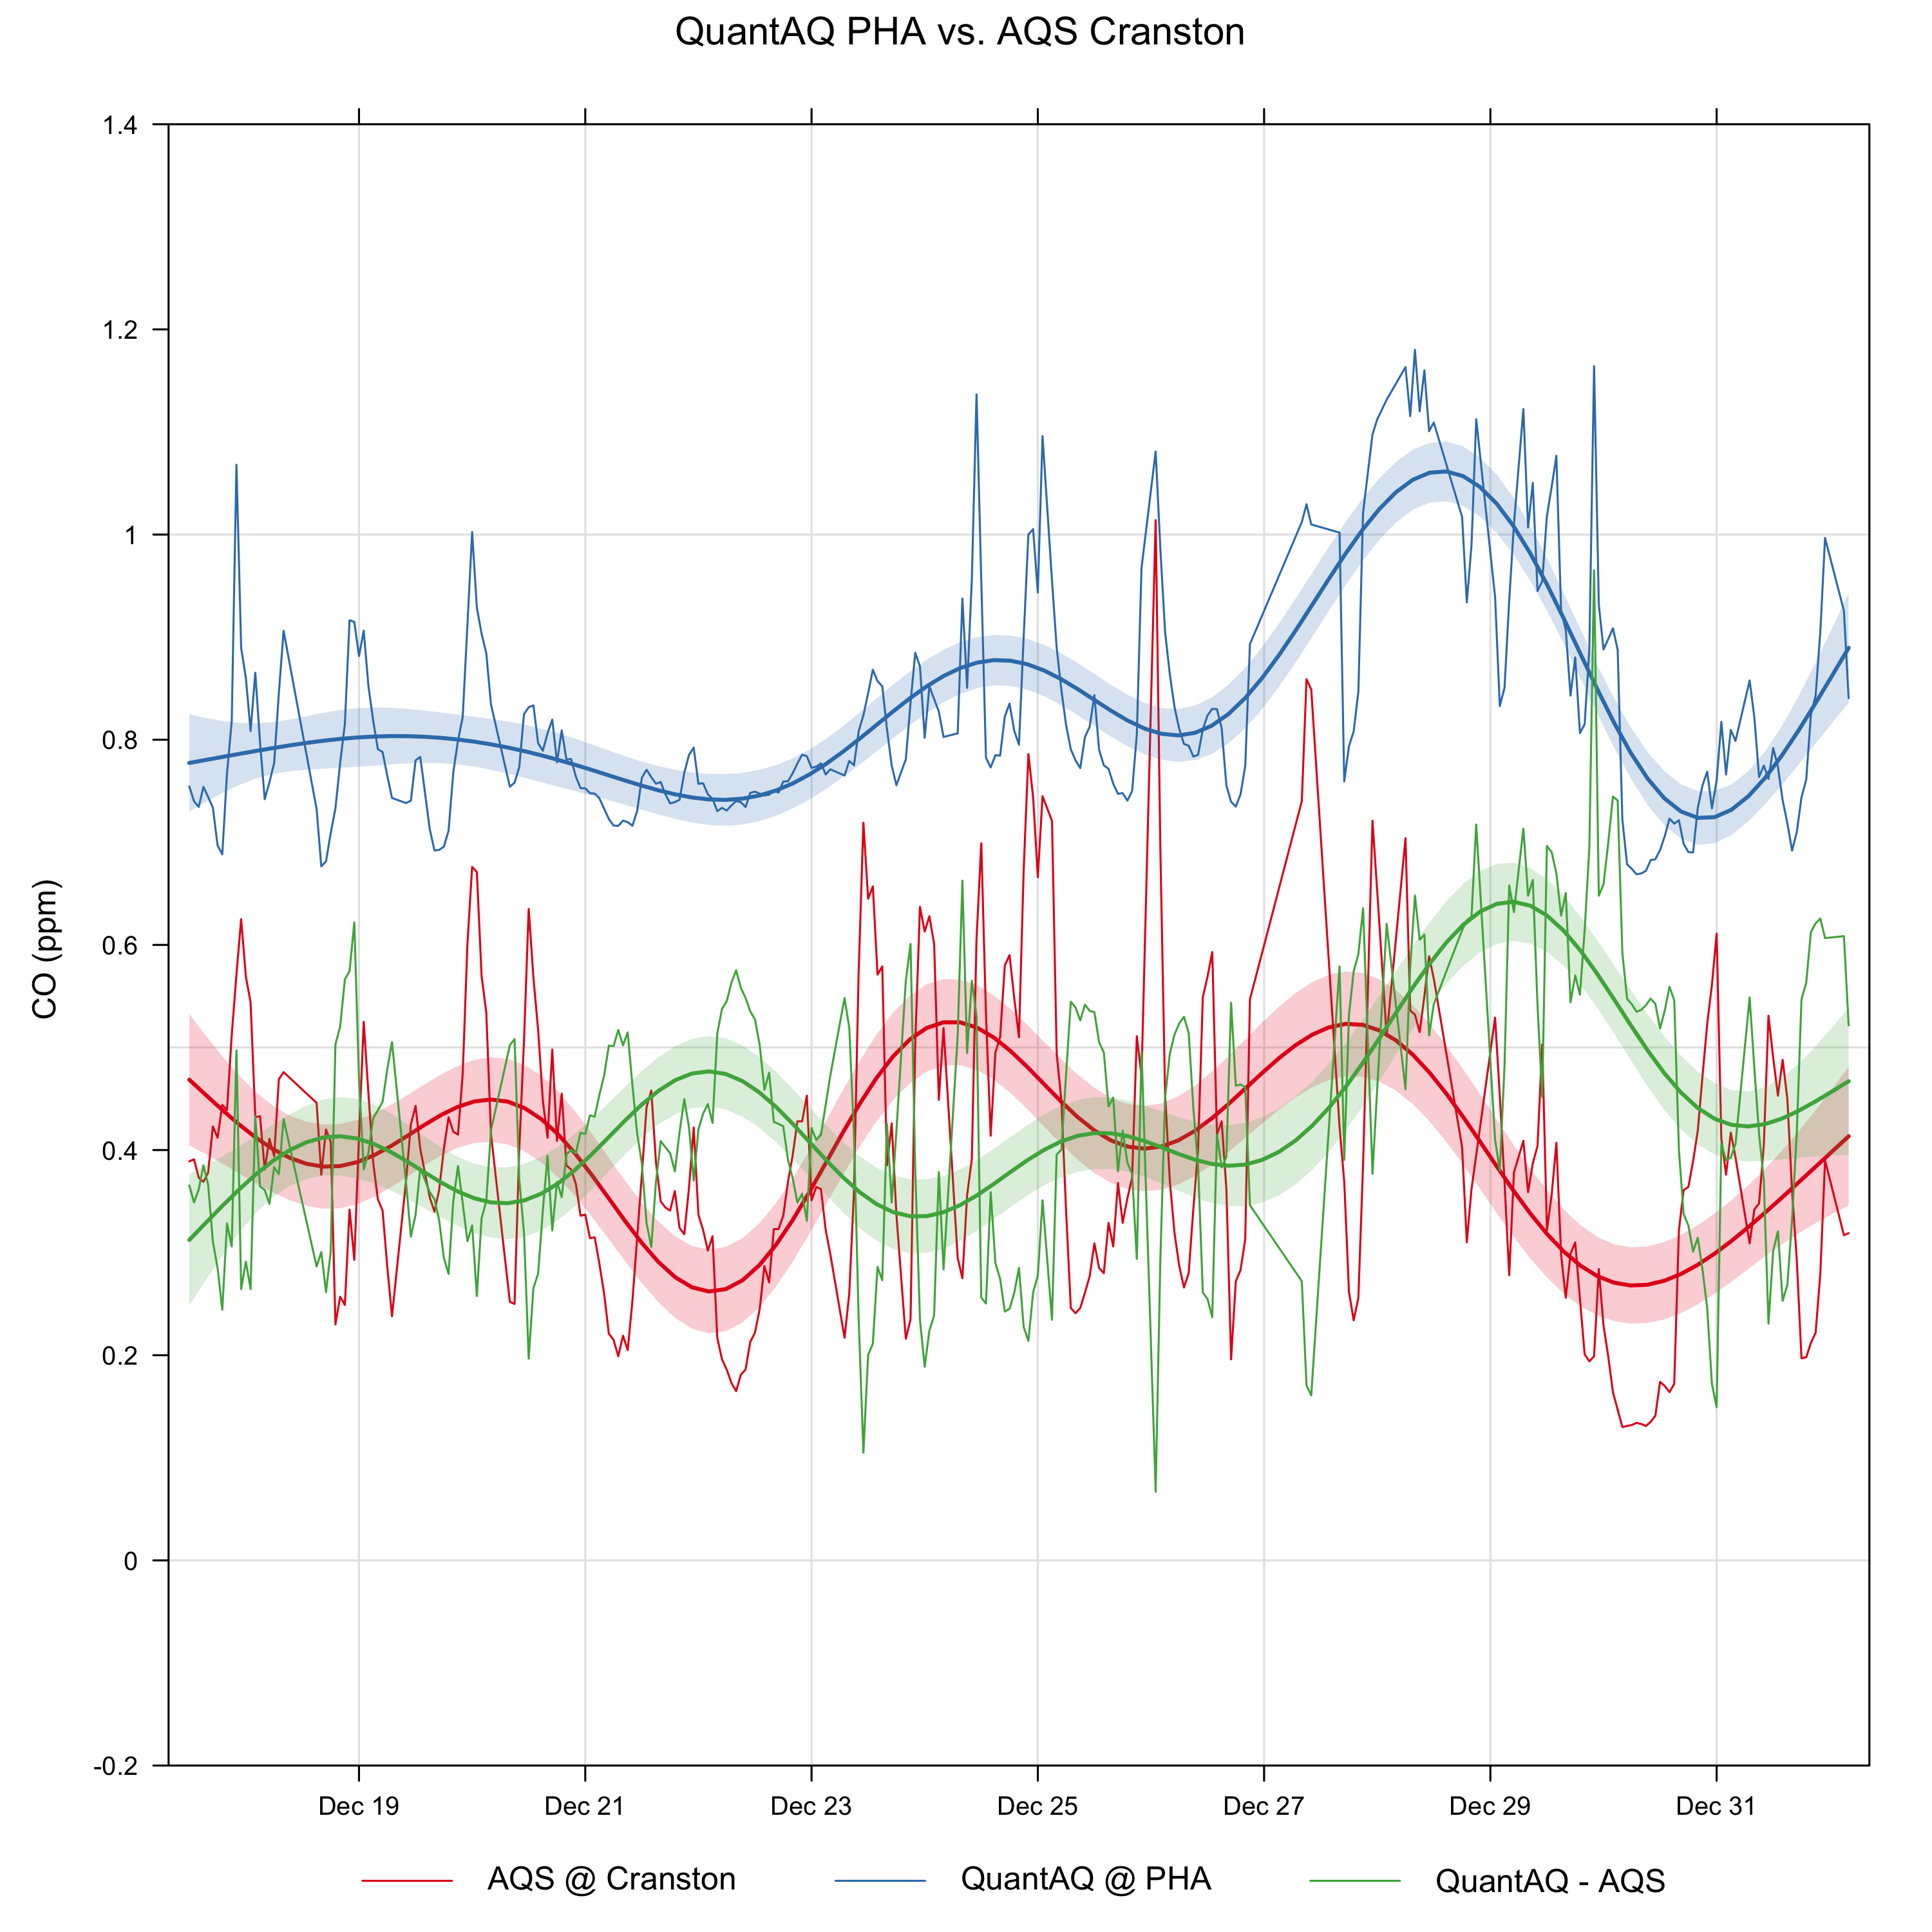 QuantAQ PHA vs. AQS Cranston
1.4
1.2
1
0.8
0.6
0.4
0.2
0
-0.2
CO (ppm)
Dec 19 Dec 21 Dec 23 Dec 25 Dec 27 Dec 29 Dec 31
AQS @ Cranston QuantAQ @ PHA QuantAQ - AQS